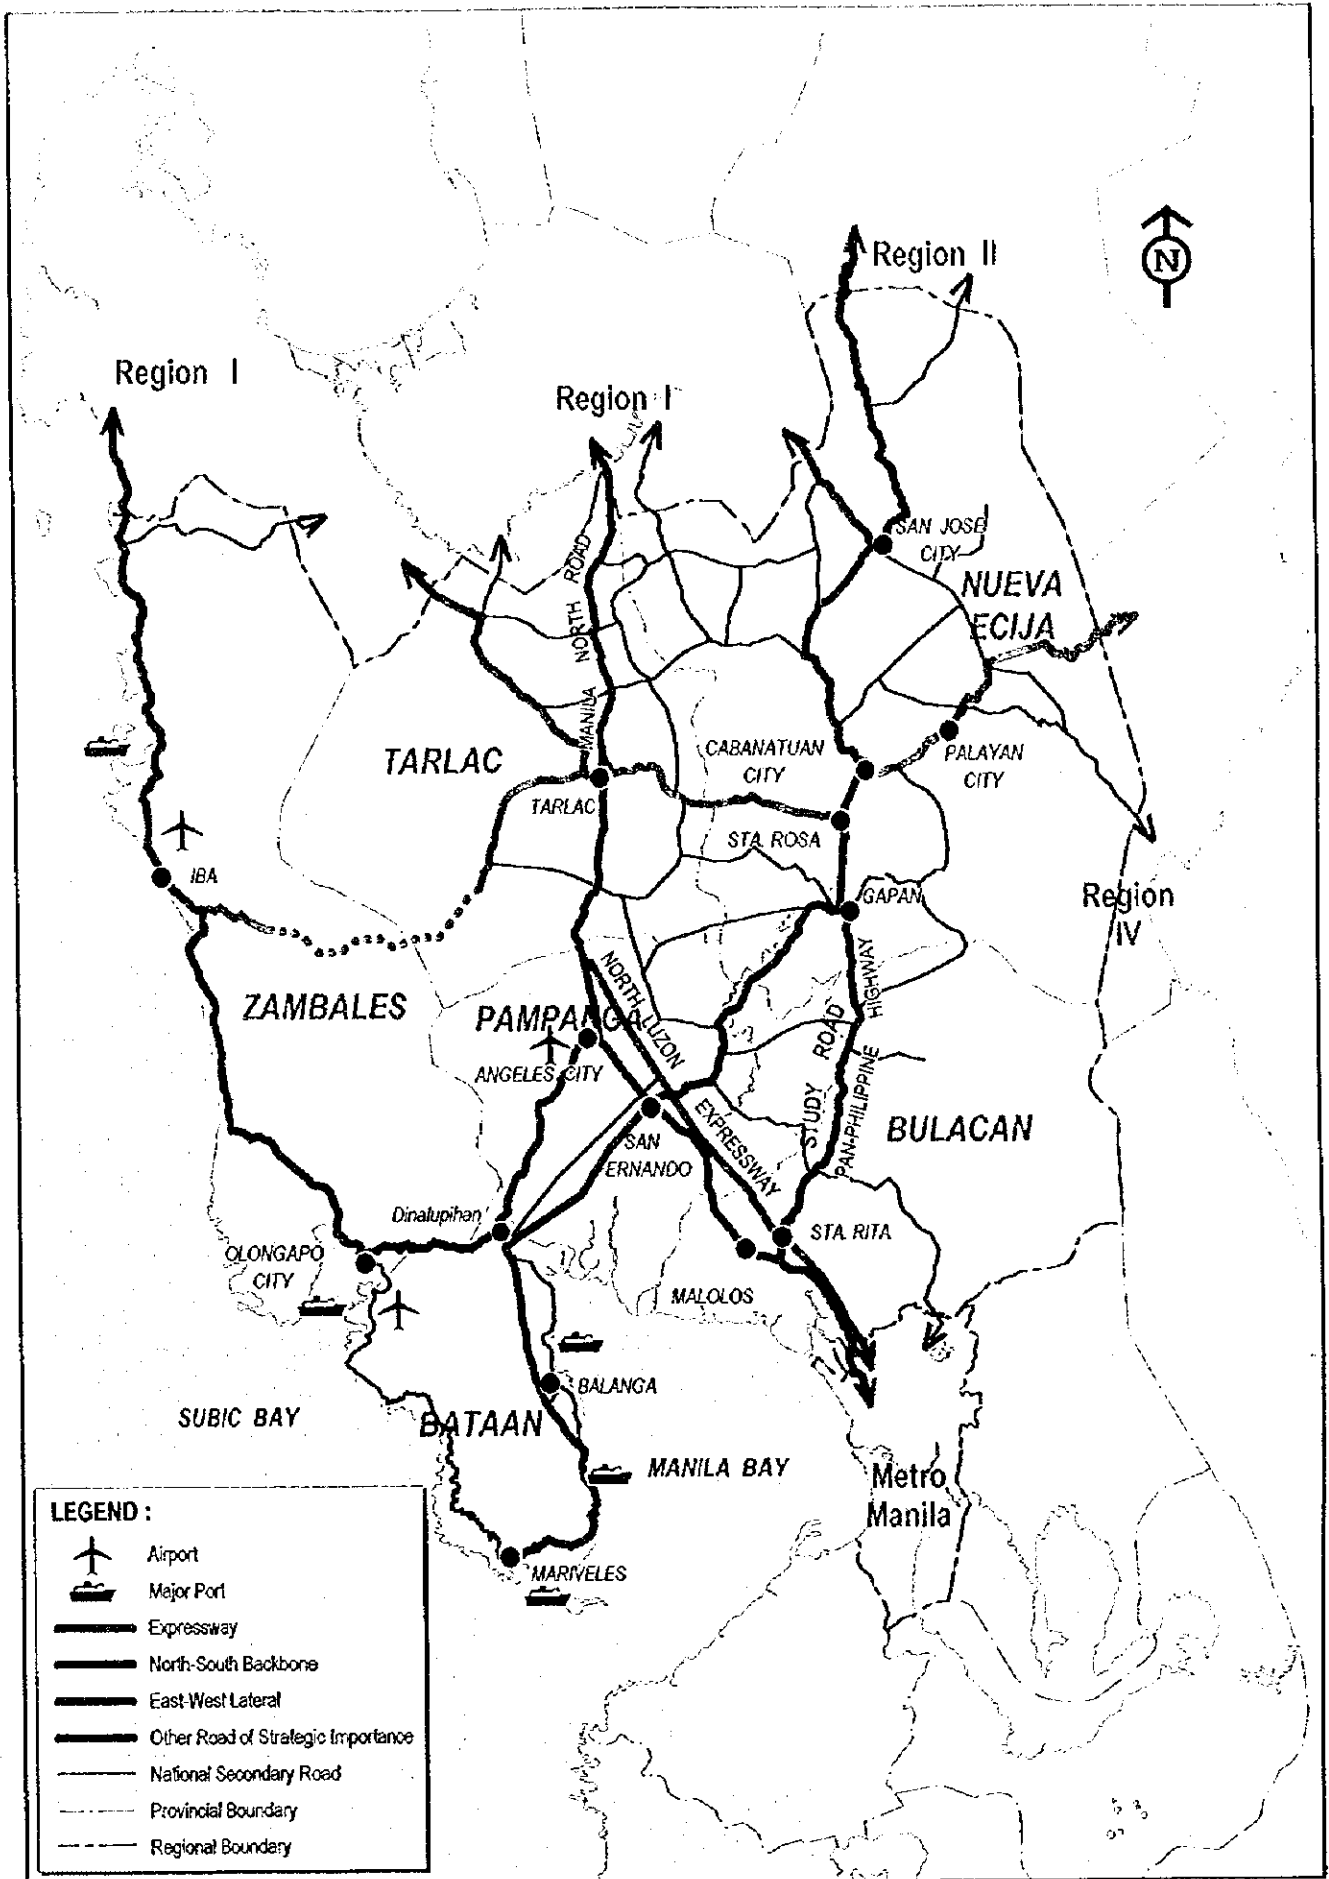 Region II
N
Region I
Region I
SAN JOSE
CITY
NUEVA
ECIJA
MANILA NORTH ROAD
TARLAC
CABANATUAN
CITY
PALAYAN
CITY
TARLAC
STA. ROSA
IBA
GAPAN
Region
IV
ZAMBALES
PAMPANGA
NORTH LUZON EXPRESSWAY
STUDY ROAD
PAN-PHILIPPINE HIGHWAY
ANGELES CITY
BULACAN
SAN
FERNANDO
Dinalupihan
STA. RITA
OLONGAPO
CITY
MALOLOS
BALANGA
SUBIC BAY
BATAAN
MANILA BAY
Metro
Manila
MARIVELES
LEGEND :
Airport
Major Port
Expressway
North-South Backbone
East-West Lateral
Other Road of Strategic Importance
National Secondary Road
Provincial Boundary
Regional Boundary